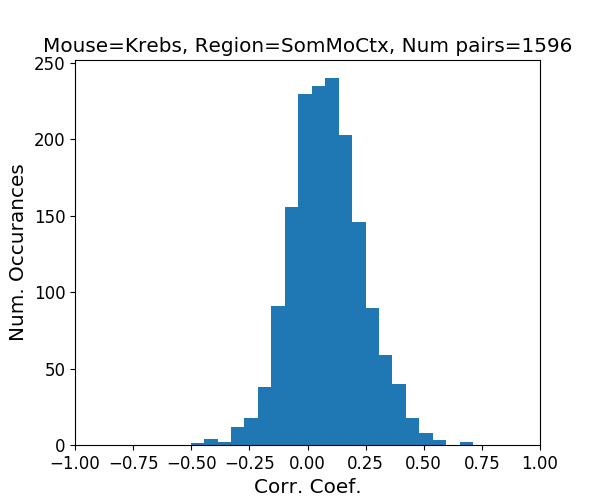 Mouse=Krebs, Region=SomMoCtx, Num pairs=1596
250
200
150
100
50
0
Num. Occurances
−1.00 −0.75 −0.50 −0.25 0.00 0.25 0.50 0.75 1.00
Corr. Coef.